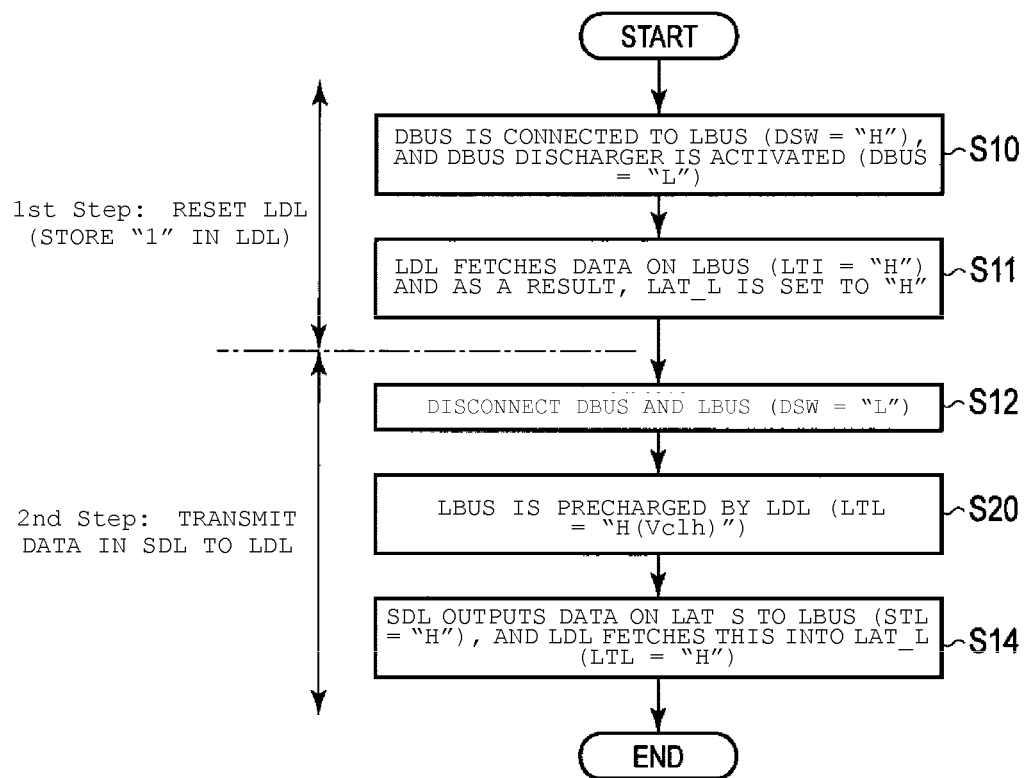 START
DBUS IS CONNECTED TO LBUS (DSW = "H"),
AND DBUS DISCHARGER IS ACTIVATED (DBUS
= "L")
S10
1st Step: RESET LDL
(STORE "1" IN LDL)
LDL FETCHES DATA ON LBUS (LTI = "H")
AND AS A RESULT, LAT_L IS SET TO "H"
S11
DISCONNECT DBUS AND LBUS (DSW = "L")
S12
2nd Step: TRANSMIT
DATA IN SDL TO LDL
LBUS IS PRECHARGED BY LDL (LTL
= "H(Vclh)")
S20
SDL OUTPUTS DATA ON LAT S TO LBUS (STL
= "H"), AND LDL FETCHES THIS INTO LAT_L
(LTL = "H")
S14
END